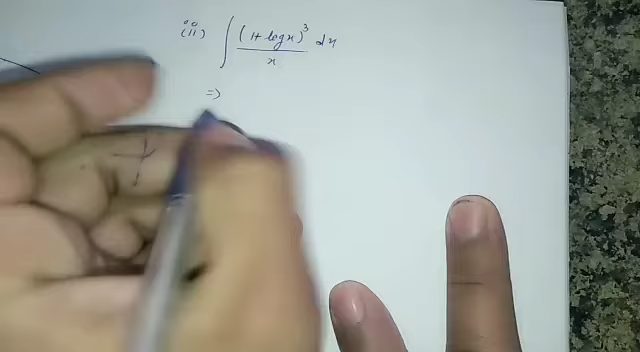 (ii) ∫ (1+ logx)³ / x dx
⇒